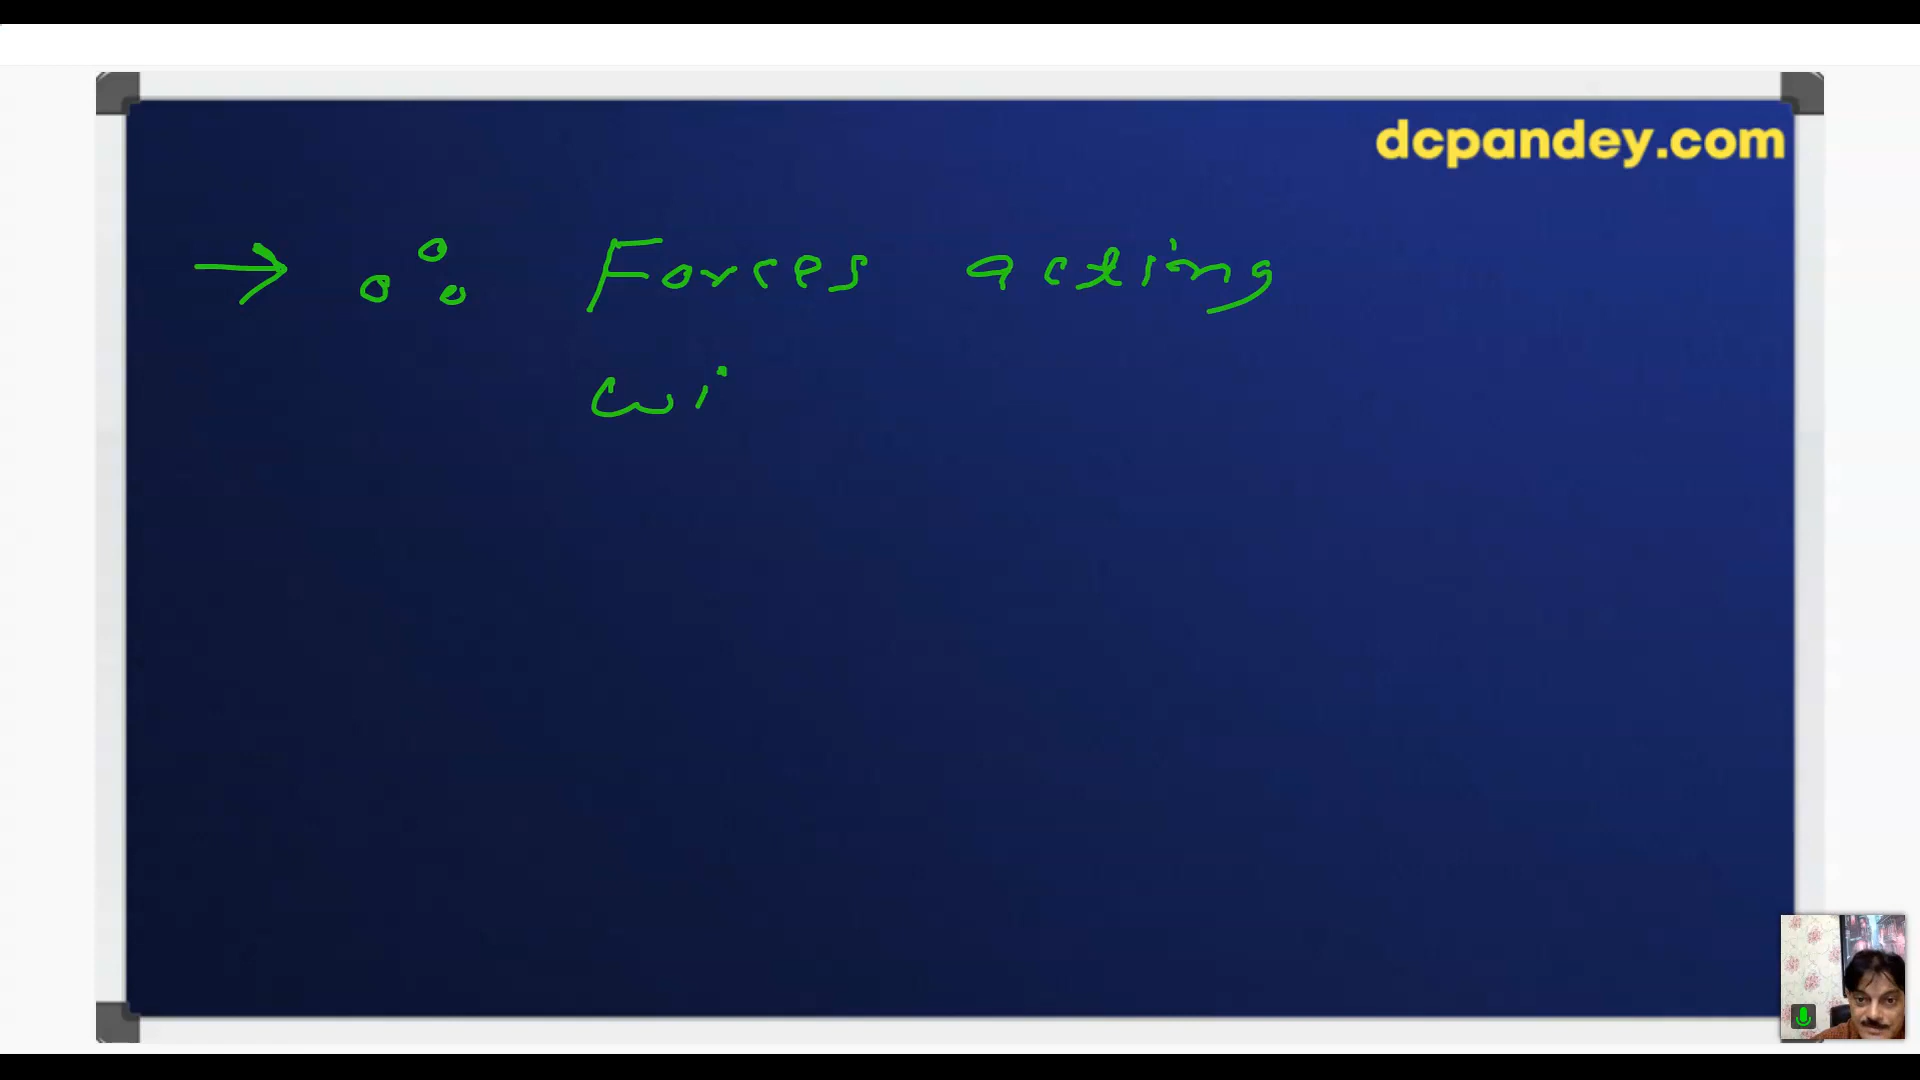 dcpandey.com
→ ∴ Forces acting
wi